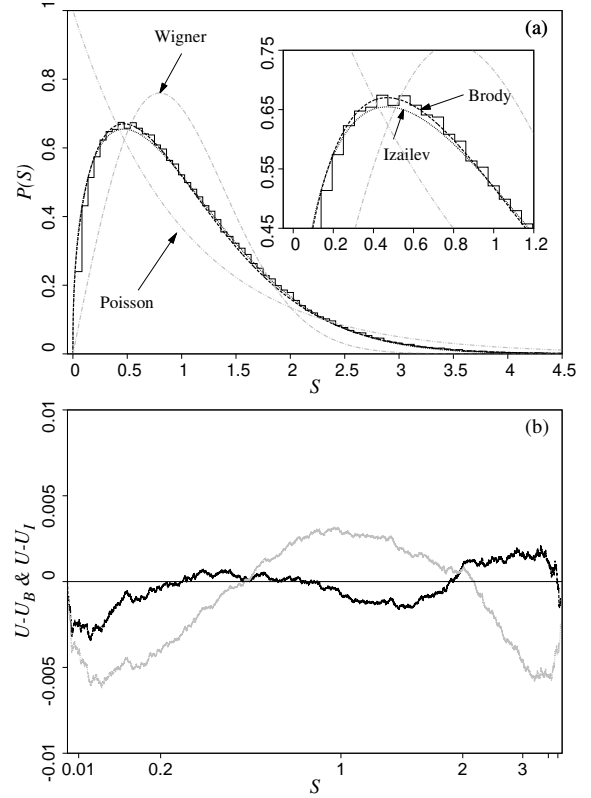 (a)
P(S)
1
0.8
0.6
0.4
0.2
0
Wigner
Poisson
0 0.5 1 1.5 2 2.5 3 3.5 4 4.5
S
0.75
0.65
0.55
0.45
Brody
Izailev
0 0.2 0.4 0.6 0.8 1 1.2
(b)
U-U_B & U-U_I
0.01
0.005
0
-0.005
-0.01
0.01 0.2 1 2 3
S